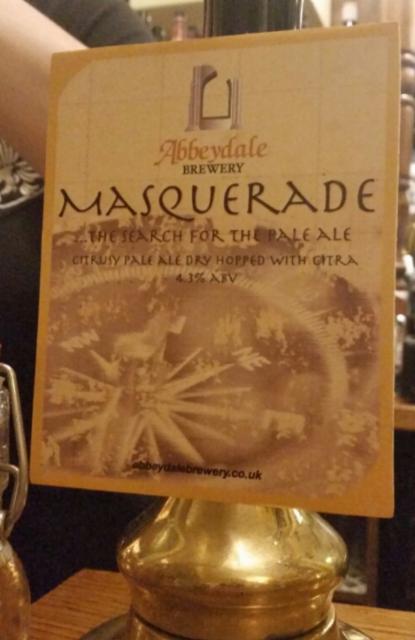 Abbeydale
BREWERY
MASQUERADE
...THE SEARCH FOR THE PALE ALE
CITRUSY PALE ALE DRY HOPPED WITH CITRA
4.3% ABV
abbeydalebrewery.co.uk